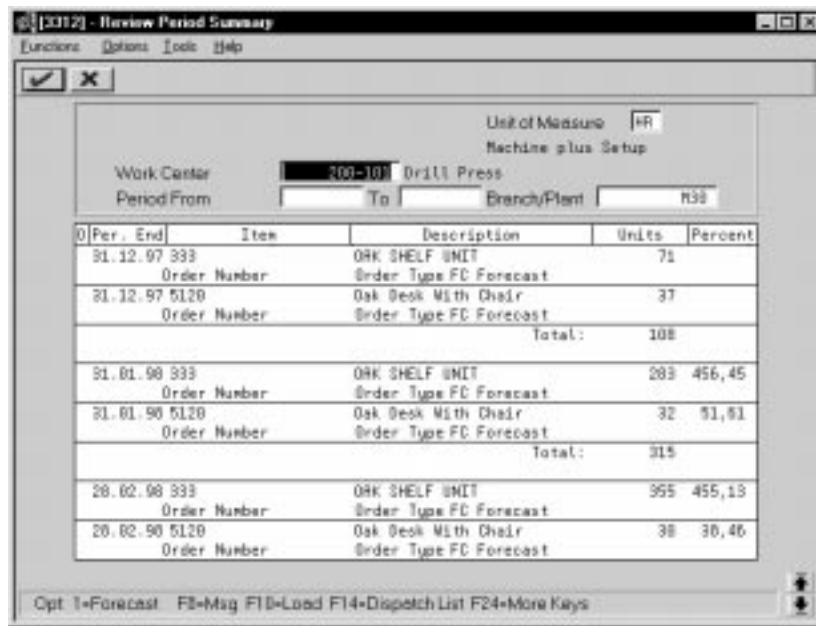 [3312] - Review Period Summary
Functions Options Tools Help
Unit of Measure HR
Machine plus Setup
Work Center 200-101 Drill Press
Period From To Branch/Plant M30
O Per. End Item Description Units Percent
31.12.97 333 OAK SHELF UNIT 71
Order Number Order Type FC Forecast
31.12.97 5120 Oak Desk With Chair 37
Order Number Order Type FC Forecast
Total: 108
31.01.98 333 OAK SHELF UNIT 283 456,45
Order Number Order Type FC Forecast
31.01.98 5120 Oak Desk With Chair 32 51,61
Order Number Order Type FC Forecast
Total: 315
28.02.98 333 OAK SHELF UNIT 355 455,13
Order Number Order Type FC Forecast
28.02.98 5120 Oak Desk With Chair 30 38,46
Order Number Order Type FC Forecast
Opt: 1=Forecast F8=Msg F18=Load F14=Dispatch List F24=More Keys